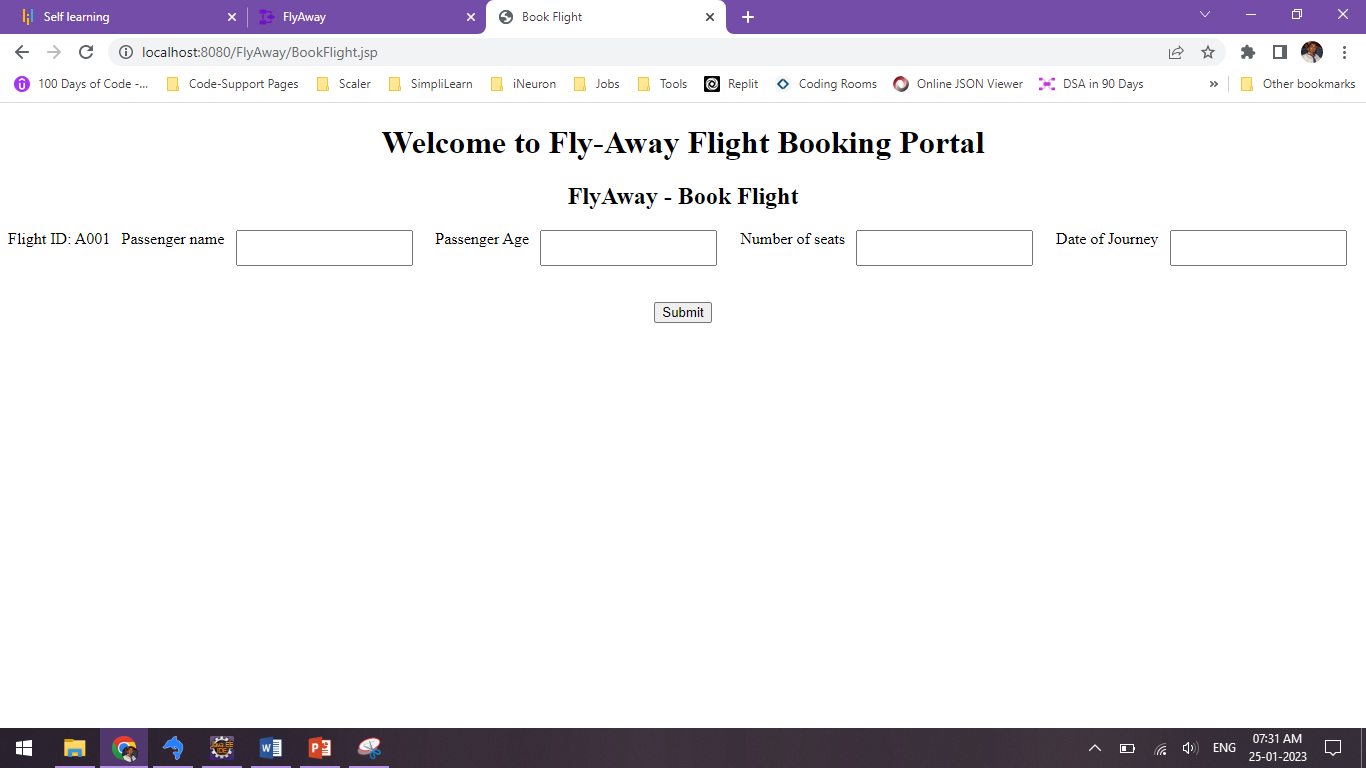 Self learning
FlyAway
Book Flight
localhost:8080/FlyAway/BookFlight.jsp
100 Days of Code -... Code-Support Pages Scaler SimpliLearn iNeuron Jobs Tools Replit Coding Rooms Online JSON Viewer DSA in 90 Days » Other bookmarks
Welcome to Fly-Away Flight Booking Portal
FlyAway - Book Flight
Flight ID: A001 Passenger name Passenger Age Number of seats Date of Journey
Submit
ENG
07:31 AM
25-01-2023